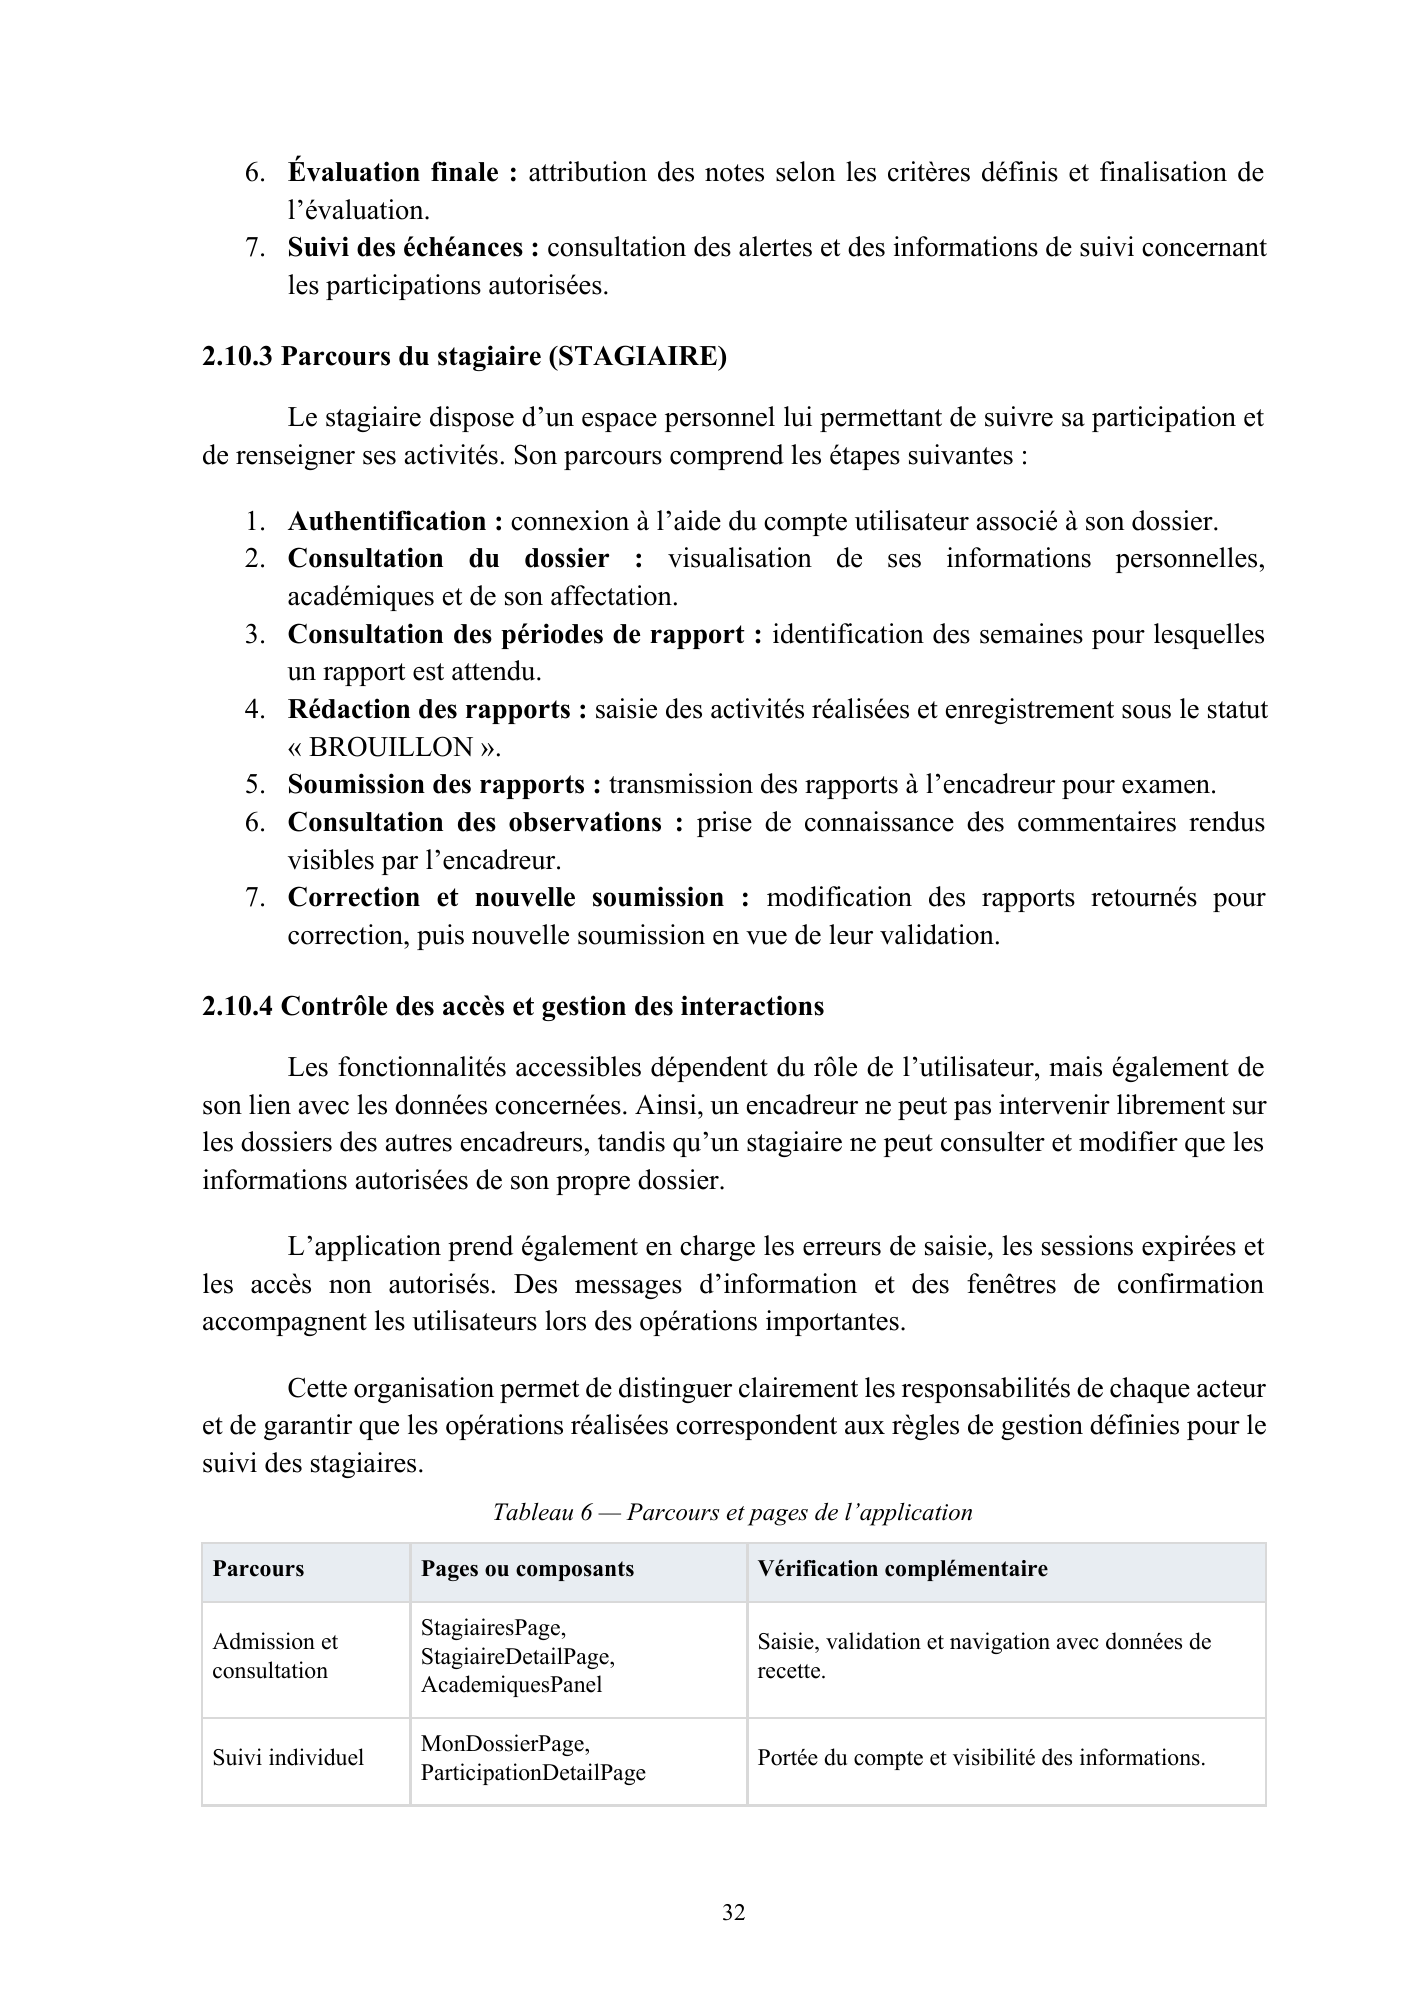 6. Évaluation finale : attribution des notes selon les critères définis et finalisation de
l’évaluation.
7. Suivi des échéances : consultation des alertes et des informations de suivi concernant
les participations autorisées.
2.10.3 Parcours du stagiaire (STAGIAIRE)
Le stagiaire dispose d’un espace personnel lui permettant de suivre sa participation et
de renseigner ses activités. Son parcours comprend les étapes suivantes :
1. Authentification : connexion à l’aide du compte utilisateur associé à son dossier.
2. Consultation du dossier : visualisation de ses informations personnelles,
académiques et de son affectation.
3. Consultation des périodes de rapport : identification des semaines pour lesquelles
un rapport est attendu.
4. Rédaction des rapports : saisie des activités réalisées et enregistrement sous le statut
« BROUILLON ».
5. Soumission des rapports : transmission des rapports à l’encadreur pour examen.
6. Consultation des observations : prise de connaissance des commentaires rendus
visibles par l’encadreur.
7. Correction et nouvelle soumission : modification des rapports retournés pour
correction, puis nouvelle soumission en vue de leur validation.
2.10.4 Contrôle des accès et gestion des interactions
Les fonctionnalités accessibles dépendent du rôle de l’utilisateur, mais également de
son lien avec les données concernées. Ainsi, un encadreur ne peut pas intervenir librement sur
les dossiers des autres encadreurs, tandis qu’un stagiaire ne peut consulter et modifier que les
informations autorisées de son propre dossier.
L’application prend également en charge les erreurs de saisie, les sessions expirées et
les accès non autorisés. Des messages d’information et des fenêtres de confirmation
accompagnent les utilisateurs lors des opérations importantes.
Cette organisation permet de distinguer clairement les responsabilités de chaque acteur
et de garantir que les opérations réalisées correspondent aux règles de gestion définies pour le
suivi des stagiaires.
Tableau 6 — Parcours et pages de l’application
Parcours
Pages ou composants
Vérification complémentaire
Admission et
consultation
StagiairesPage,
StagiaireDetailPage,
AcademiquesPanel
Saisie, validation et navigation avec données de
recette.
Suivi individuel
MonDossierPage,
ParticipationDetailPage
Portée du compte et visibilité des informations.
32